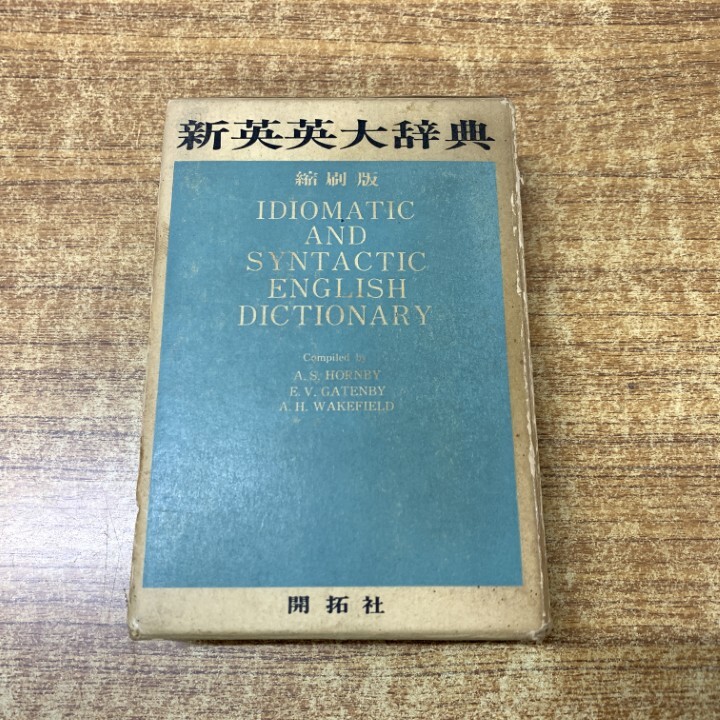 新英英大辞典
縮刷版
IDIOMATIC
AND
SYNTACTIC
ENGLISH
DICTIONARY
Compiled by
A. S. HORNBY
E. V. GATENBY
A. H. WAKEFIELD
開拓社